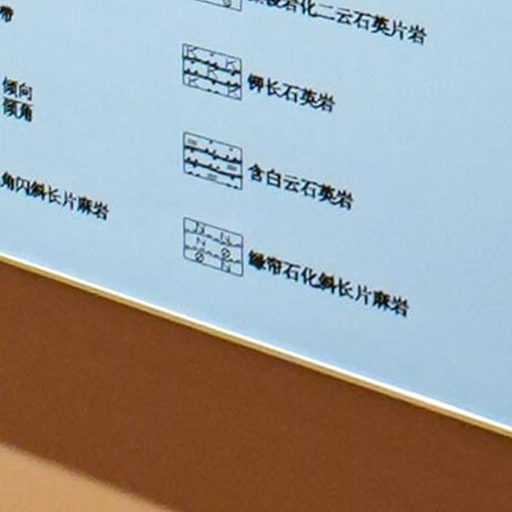 带
倾向
倾角
角闪斜长片麻岩
岩化二云石英片岩
钾长石英岩
含白云石英岩
绿帘石化斜长片麻岩